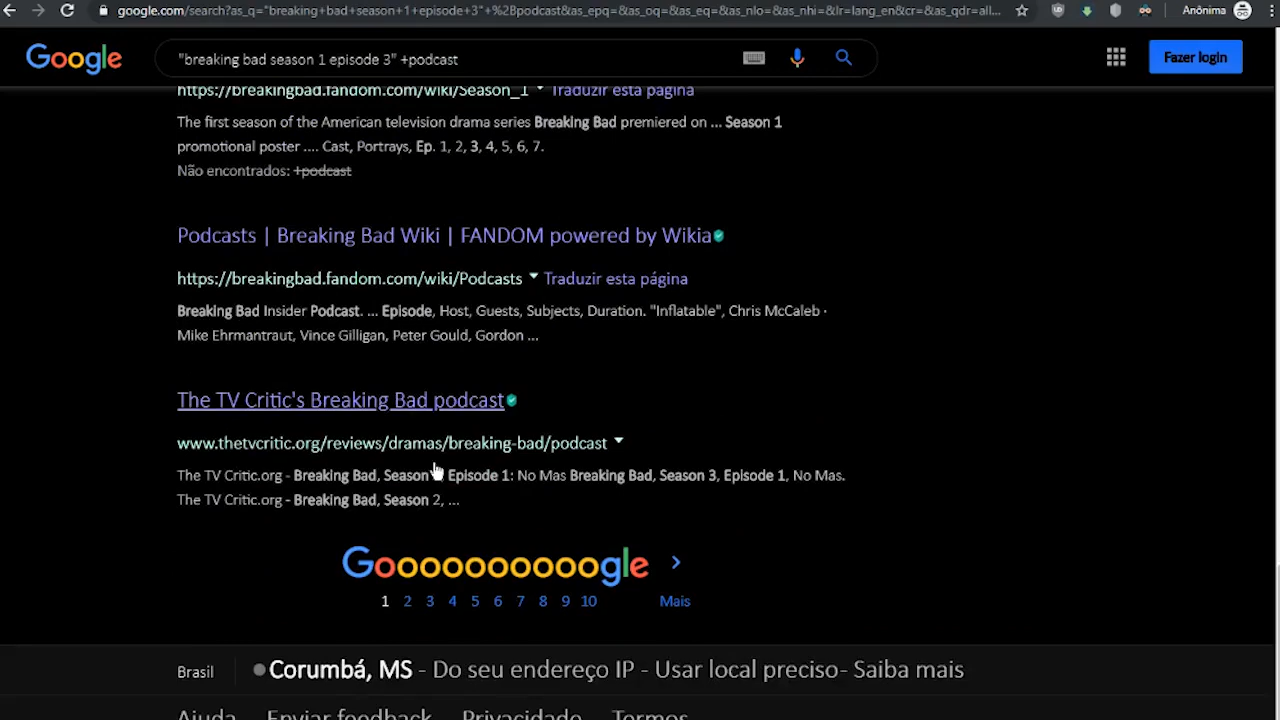 google.com/search?as_q="breaking+bad+season+1+episode+3"+%2Bpodcast&as_epq=&as_oq=&as_eq=&as_nlo=&as_nhi=&lr=lang_en&cr=&as_qdr=all...
Anônima
Google
"breaking bad season 1 episode 3" +podcast
Fazer login
https://breakingbad.fandom.com/wiki/Season_1 Traduzir esta página
The first season of the American television drama series Breaking Bad premiered on ... Season 1
promotional poster .... Cast, Portrays, Ep. 1, 2, 3, 4, 5, 6, 7.
Não encontrados: +podcast
Podcasts | Breaking Bad Wiki | FANDOM powered by Wikia
https://breakingbad.fandom.com/wiki/Podcasts Traduzir esta página
Breaking Bad Insider Podcast. ... Episode, Host, Guests, Subjects, Duration. "Inflatable", Chris McCaleb ·
Mike Ehrmantraut, Vince Gilligan, Peter Gould, Gordon ...
The TV Critic's Breaking Bad podcast
www.thetvcritic.org/reviews/dramas/breaking-bad/podcast
The TV Critic.org - Breaking Bad, Season Episode 1: No Mas Breaking Bad, Season 3, Episode 1, No Mas.
The TV Critic.org - Breaking Bad, Season 2, ...
Goooooooooogle
1 2 3 4 5 6 7 8 9 10 Mais
Brasil Corumbá, MS - Do seu endereço IP - Usar local preciso - Saiba mais
Ajuda Enviar feedback Privacidade Termos